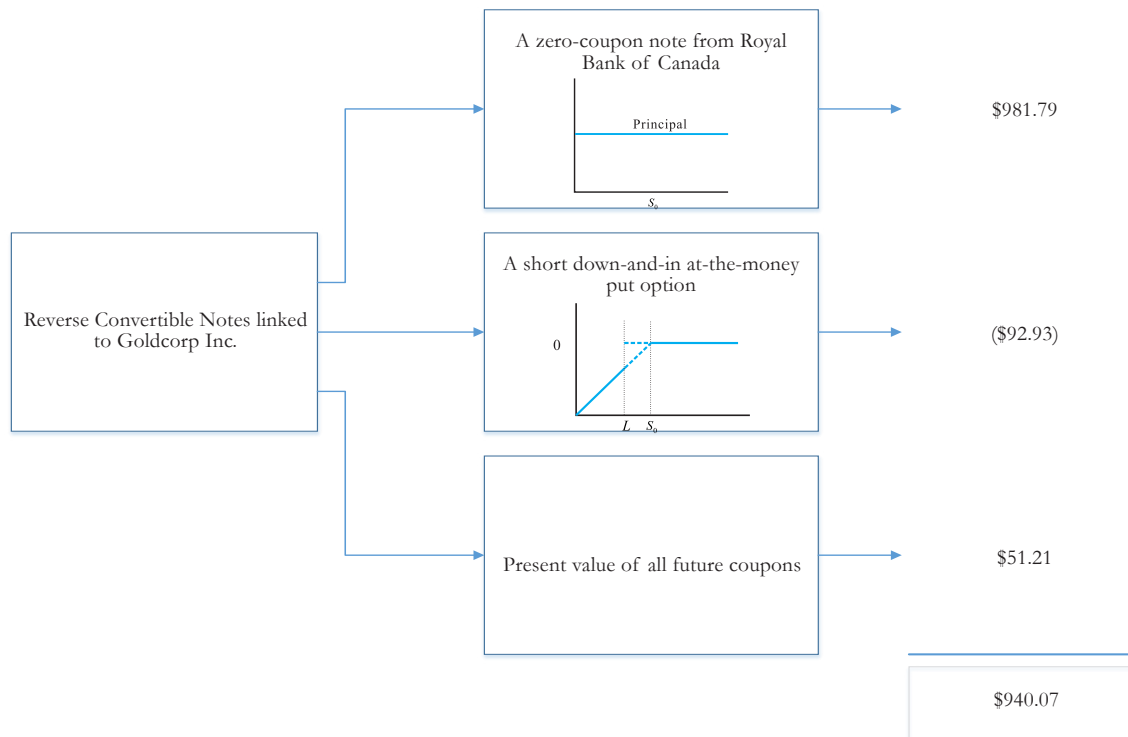 A zero-coupon note from Royal
Bank of Canada
Principal
S₀
$981.79
Reverse Convertible Notes linked
to Goldcorp Inc.
A short down-and-in at-the-money
put option
0
L S₀
($92.93)
Present value of all future coupons
$51.21
$940.07